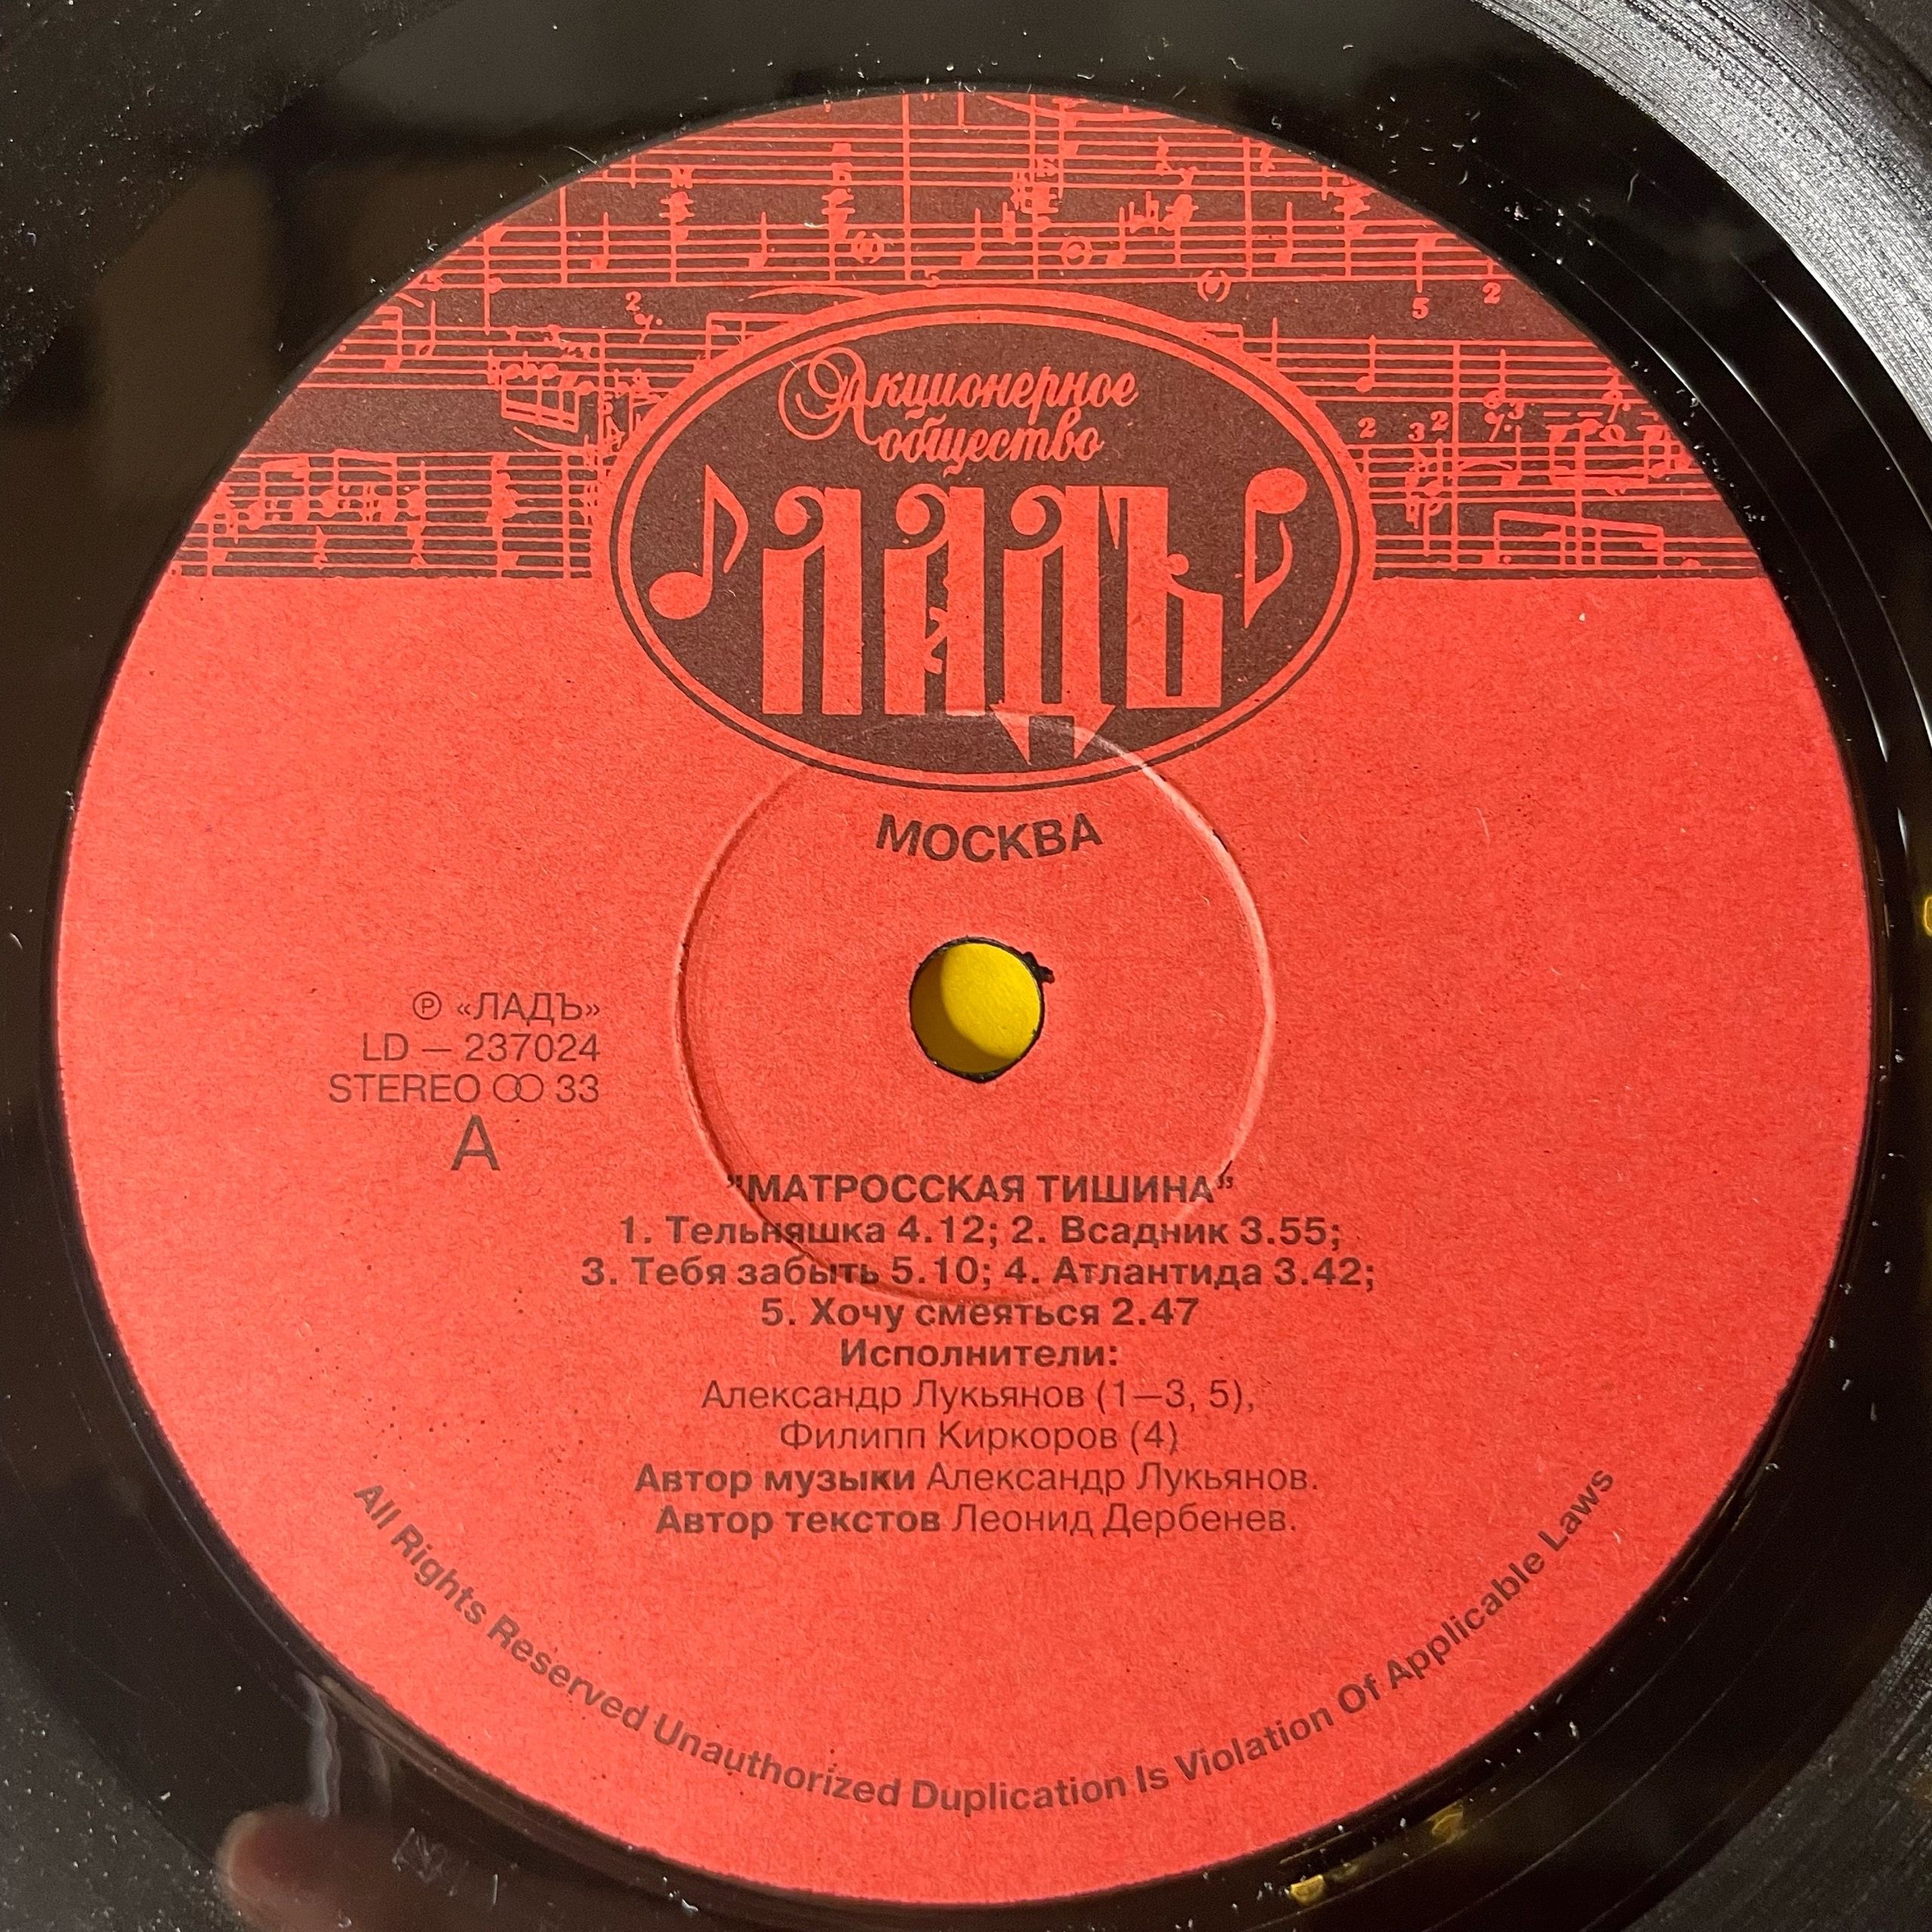 Акционерное
общество
ЛАДЪ
МОСКВА
Ⓟ «ЛАДЪ»
LD — 237024
STEREO ꝏ 33
A
"МАТРОССКАЯ ТИШИНА"
1. Тельняшка 4.12; 2. Всадник 3.55;
3. Тебя забыть 5.10; 4. Атлантида 3.42;
5. Хочу смеяться 2.47
Исполнители:
Александр Лукьянов (1—3, 5),
Филипп Киркоров (4)
Автор музыки Александр Лукьянов.
Автор текстов Леонид Дербенев.
All Rights Reserved Unauthorized Duplication Is Violation Of Applicable Laws